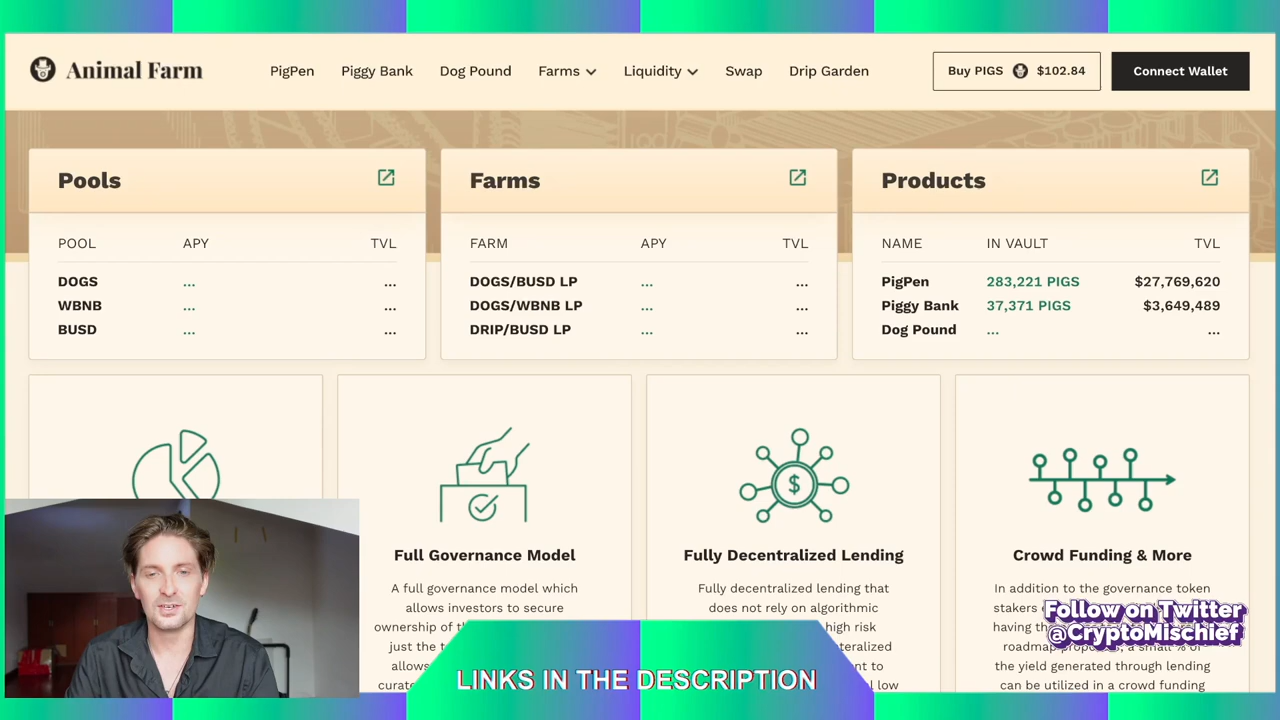 Animal Farm
PigPen Piggy Bank Dog Pound Farms Liquidity Swap Drip Garden
Buy PIGS $102.84
Connect Wallet
Pools
POOL APY TVL
DOGS ... ...
WBNB ... ...
BUSD ... ...
Farms
FARM APY TVL
DOGS/BUSD LP ... ...
DOGS/WBNB LP ... ...
DRIP/BUSD LP ... ...
Products
NAME IN VAULT TVL
PigPen 283,221 PIGS $27,769,620
Piggy Bank 37,371 PIGS $3,649,489
Dog Pound ... ...
Full Governance Model
A full governance model which
allows investors to secure
ownership of
just the
allows
Fully Decentralized Lending
$
Fully decentralized lending that
does not rely on algorithmic
high risk
to
low
Crowd Funding & More
In addition to the governance token
stakers
having
a small % of
the yield generated through lending
can be utilized in a crowd funding
Follow on Twitter
@CryptoMischief
LINKS IN THE DESCRIPTION